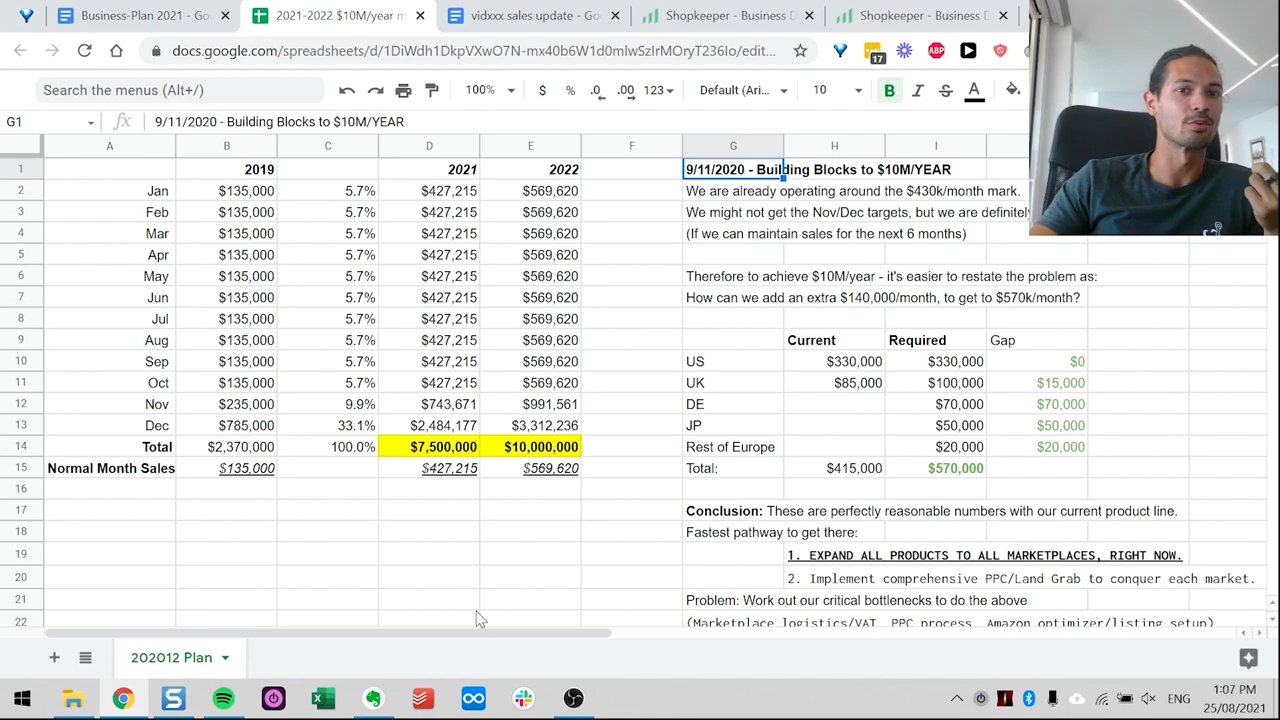 Business-Plan 2021 - Go
2021-2022 $10M/year m
vidxxx sales update - Go
Shopkeeper - Business D
Shopkeeper - Business D
docs.google.com/spreadsheets/d/1DiWdh1DkpVXwO7N-mx40b6W1d0mlwSzIrMOryT236Io/edit...
17
ABP
Search the menus (Alt+/)
100%
$ % .0 .00 123
Default (Ari...
10
B I S A
G1
fx
9/11/2020 - Building Blocks to $10M/YEAR
A B C D E F G H I
1 2019 2021 2022 9/11/2020 - Building Blocks to $10M/YEAR
2 Jan $135,000 5.7% $427,215 $569,620 We are already operating around the $430k/month mark.
3 Feb $135,000 5.7% $427,215 $569,620 We might not get the Nov/Dec targets, but we are definitely
4 Mar $135,000 5.7% $427,215 $569,620 (If we can maintain sales for the next 6 months)
5 Apr $135,000 5.7% $427,215 $569,620
6 May $135,000 5.7% $427,215 $569,620 Therefore to achieve $10M/year - it's easier to restate the problem as:
7 Jun $135,000 5.7% $427,215 $569,620 How can we add an extra $140,000/month, to get to $570k/month?
8 Jul $135,000 5.7% $427,215 $569,620
9 Aug $135,000 5.7% $427,215 $569,620 Current Required Gap
10 Sep $135,000 5.7% $427,215 $569,620 US $330,000 $330,000 $0
11 Oct $135,000 5.7% $427,215 $569,620 UK $85,000 $100,000 $15,000
12 Nov $235,000 9.9% $743,671 $991,561 DE $70,000 $70,000
13 Dec $785,000 33.1% $2,484,177 $3,312,236 JP $50,000 $50,000
14 Total $2,370,000 100.0% $7,500,000 $10,000,000 Rest of Europe $20,000 $20,000
15 Normal Month Sales $135,000 $427,215 $569,620 Total: $415,000 $570,000
16
17 Conclusion: These are perfectly reasonable numbers with our current product line.
18 Fastest pathway to get there:
19 1. EXPAND ALL PRODUCTS TO ALL MARKETPLACES, RIGHT NOW.
20 2. Implement comprehensive PPC/Land Grab to conquer each market.
21 Problem: Work out our critical bottlenecks to do the above
22 (Marketplace logistics/VAT, PPC process, Amazon optimizer/listing setup)
202012 Plan
ENG
1:07 PM
25/08/2021